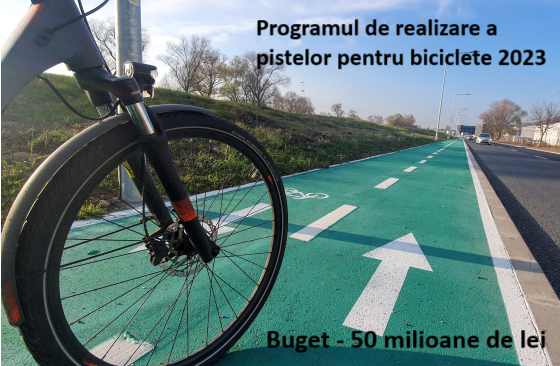 Programul de realizare a
pistelor pentru biciclete 2023
Buget - 50 milioane de lei